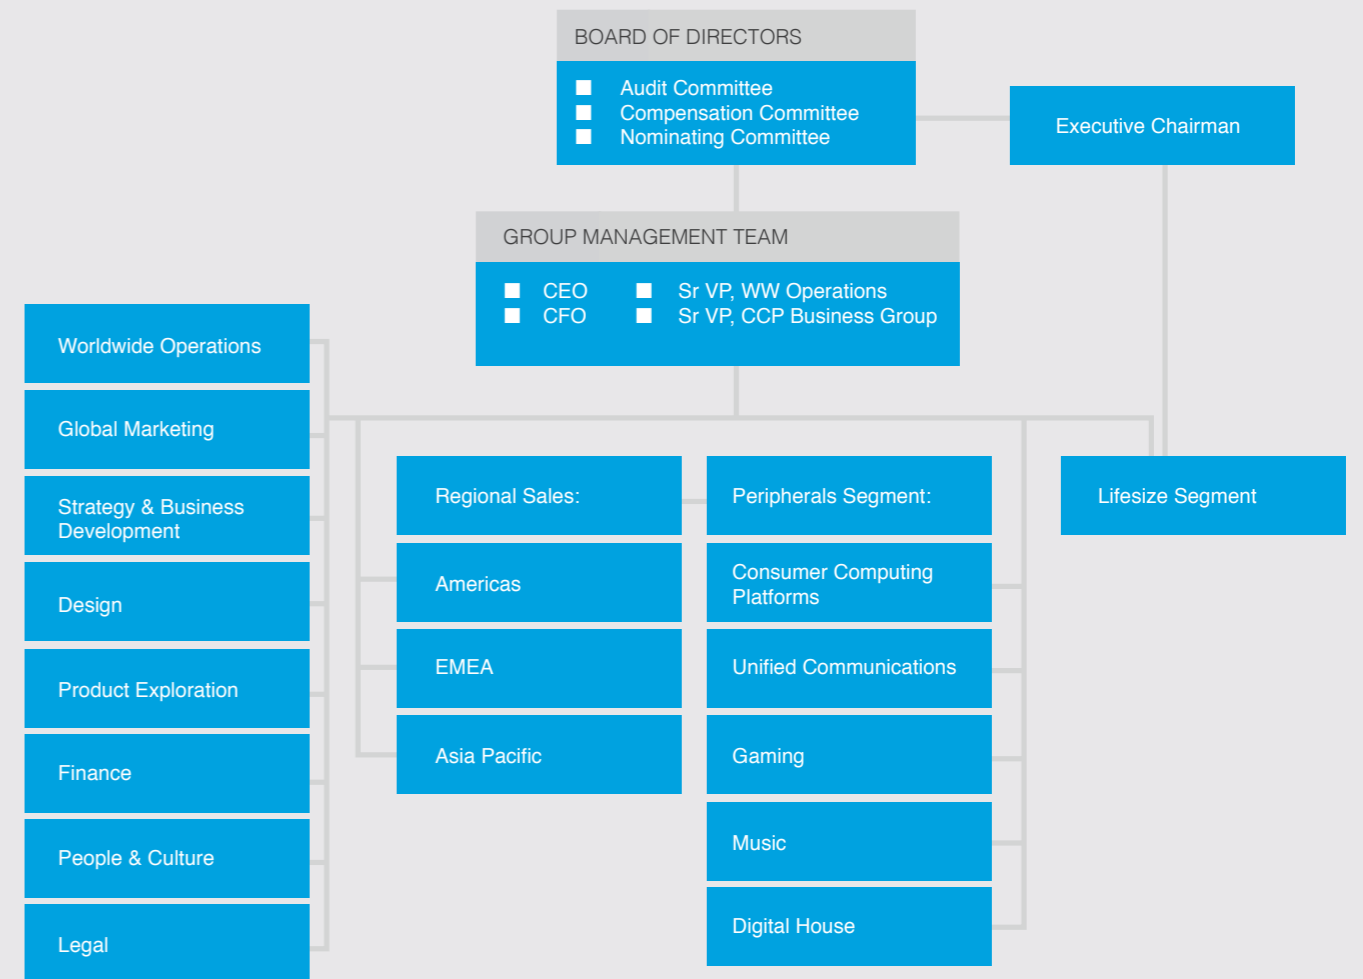 BOARD OF DIRECTORS
Audit Committee
Compensation Committee
Nominating Committee
Executive Chairman
GROUP MANAGEMENT TEAM
CEO
CFO
Sr VP, WW Operations
Sr VP, CCP Business Group
Worldwide Operations
Global Marketing
Strategy & Business
Development
Design
Product Exploration
Finance
People & Culture
Legal
Regional Sales:
Americas
EMEA
Asia Pacific
Peripherals Segment:
Consumer Computing
Platforms
Unified Communications
Gaming
Music
Digital House
Lifesize Segment